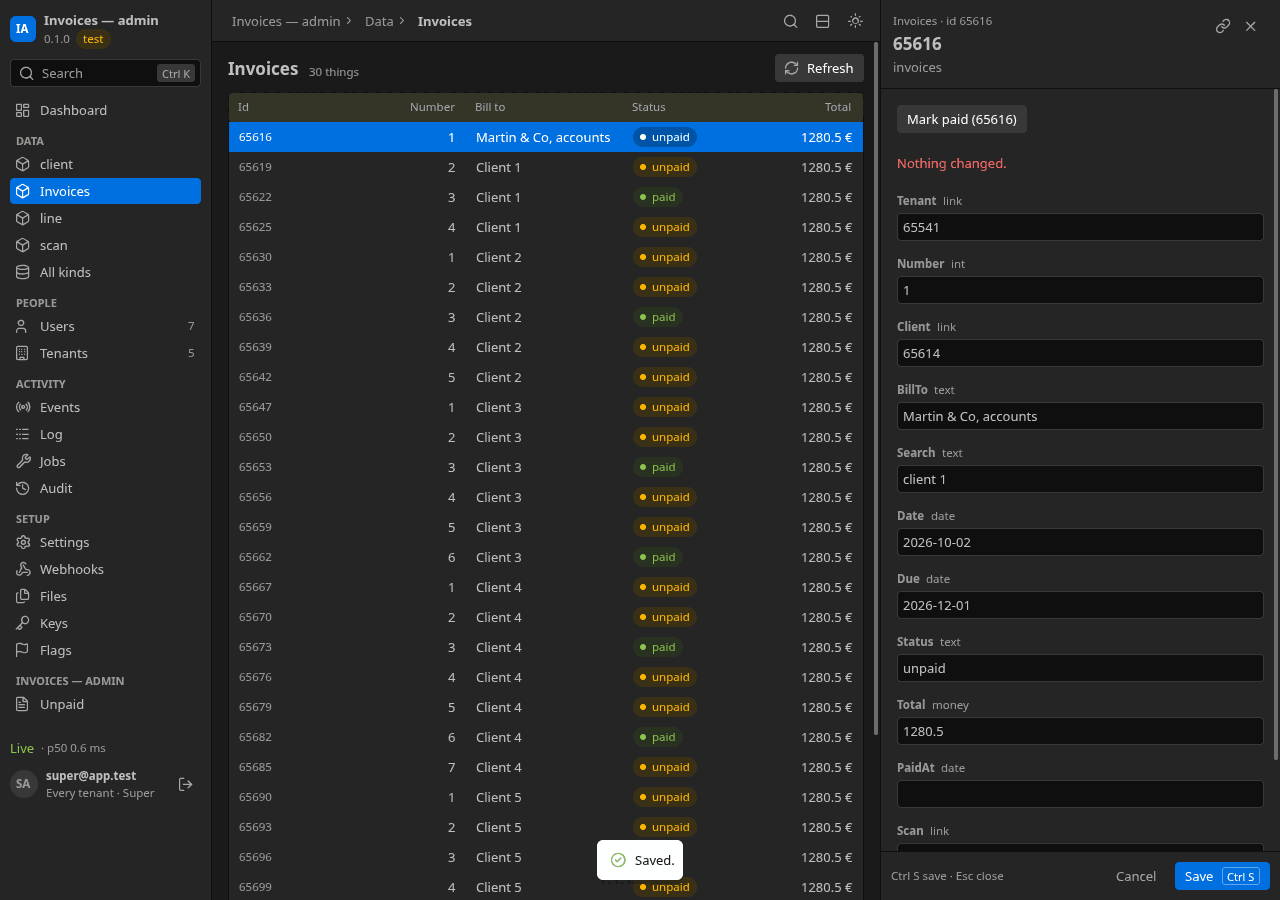 IA
Invoices — admin
0.1.0 test
Search Ctrl K
Dashboard
DATA
client
Invoices
line
scan
All kinds
PEOPLE
Users 7
Tenants 5
ACTIVITY
Events
Log
Jobs
Audit
SETUP
Settings
Webhooks
Files
Keys
Flags
INVOICES — ADMIN
Unpaid
Live · p50 0.6 ms
SA
super@app.test
Every tenant · Super
Invoices — admin Data Invoices
Invoices 30 things
Refresh
Id Number Bill to Status Total
65616 1 Martin & Co, accounts unpaid 1280.5 €
65619 2 Client 1 unpaid 1280.5 €
65622 3 Client 1 paid 1280.5 €
65625 4 Client 1 unpaid 1280.5 €
65630 1 Client 2 unpaid 1280.5 €
65633 2 Client 2 unpaid 1280.5 €
65636 3 Client 2 paid 1280.5 €
65639 4 Client 2 unpaid 1280.5 €
65642 5 Client 2 unpaid 1280.5 €
65647 1 Client 3 unpaid 1280.5 €
65650 2 Client 3 unpaid 1280.5 €
65653 3 Client 3 paid 1280.5 €
65656 4 Client 3 unpaid 1280.5 €
65659 5 Client 3 unpaid 1280.5 €
65662 6 Client 3 paid 1280.5 €
65667 1 Client 4 unpaid 1280.5 €
65670 2 Client 4 unpaid 1280.5 €
65673 3 Client 4 paid 1280.5 €
65676 4 Client 4 unpaid 1280.5 €
65679 5 Client 4 unpaid 1280.5 €
65682 6 Client 4 paid 1280.5 €
65685 7 Client 4 unpaid 1280.5 €
65690 1 Client 5 unpaid 1280.5 €
65693 2 Client 5 unpaid 1280.5 €
65696 3 Client 5 1280.5 €
65699 4 Client 5 unpaid 1280.5 €
Saved.
Invoices · id 65616
65616
invoices
Mark paid (65616)
Nothing changed.
Tenant link
65541
Number int
1
Client link
65614
BillTo text
Martin & Co, accounts
Search text
client 1
Date date
2026-10-02
Due date
2026-12-01
Status text
unpaid
Total money
1280.5
PaidAt date
Scan link
Ctrl S save · Esc close
Cancel
Save Ctrl S